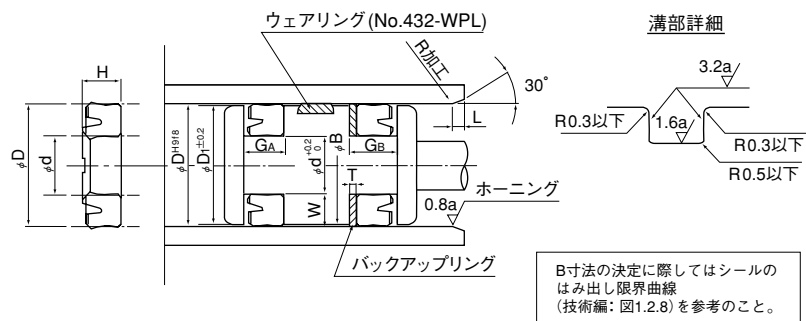 ウェアリング(No.432-WPL)
溝部詳細
R加工
H
30°
3.2a
L
R0.3以下
1.6a
R0.3以下
R0.5以下
φD
φd
φD H9f8
φD1 ±0.2
GA
φd +0.2 0
φB
GB
T
W
ホーニング
0.8a
バックアップリング
B寸法の決定に際してはシールの
はみ出し限界曲線
(技術編:図1.2.8)を参考のこと。